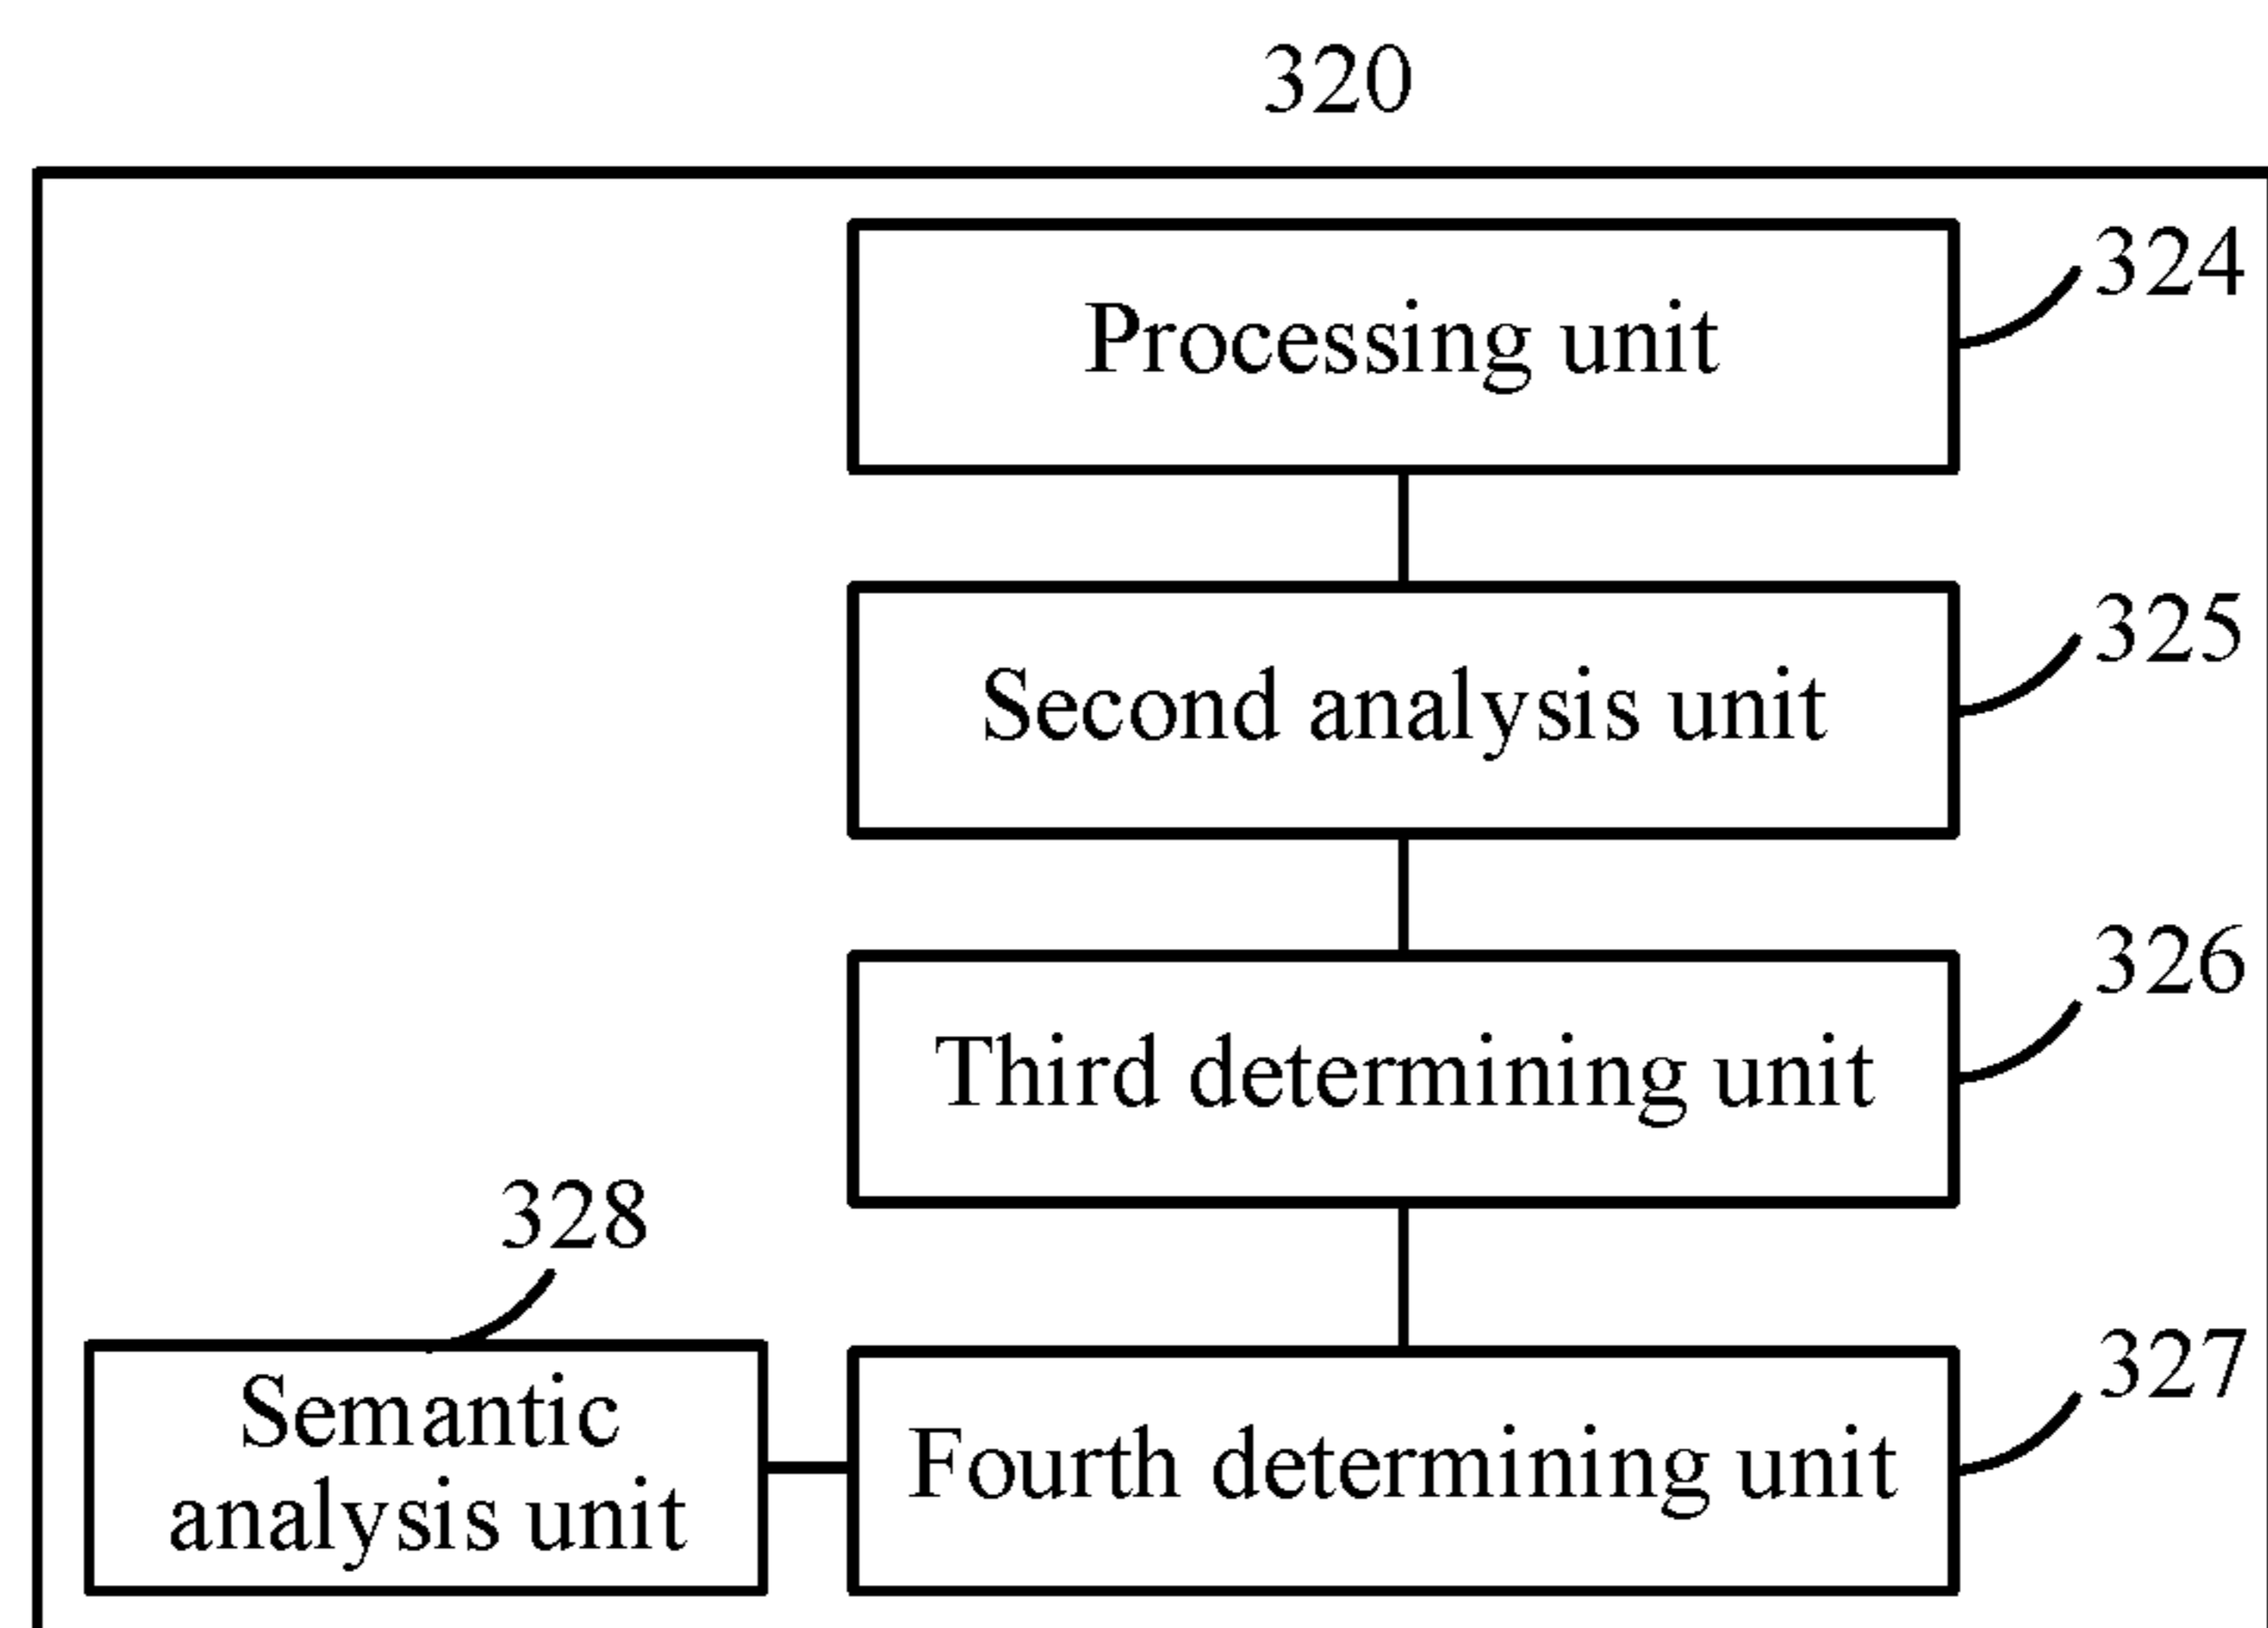 320
Processing unit
324
Second analysis unit
325
Third determining unit
326
328
Semantic
analysis unit
Fourth determining unit
327